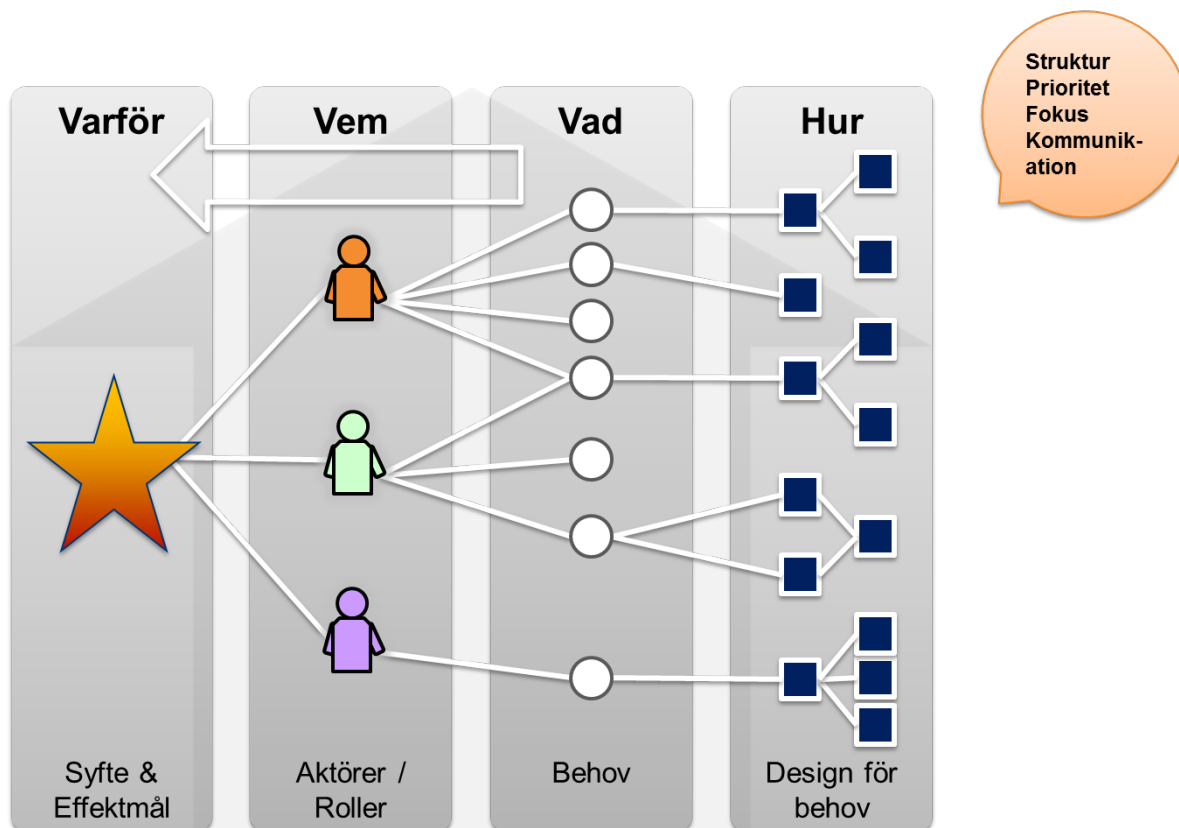 Varför
Vem
Vad
Hur
Struktur
Prioritet
Fokus
Kommunik-
ation
Syfte &
Effektmål
Aktörer /
Roller
Behov
Design för
behov